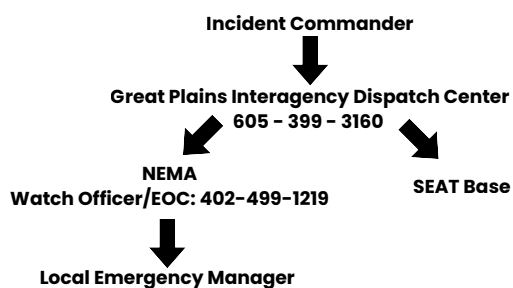 Incident Commander
Great Plains Interagency Dispatch Center
605 - 399 - 3160
NEMA
Watch Officer/EOC: 402-499-1219
SEAT Base
Local Emergency Manager